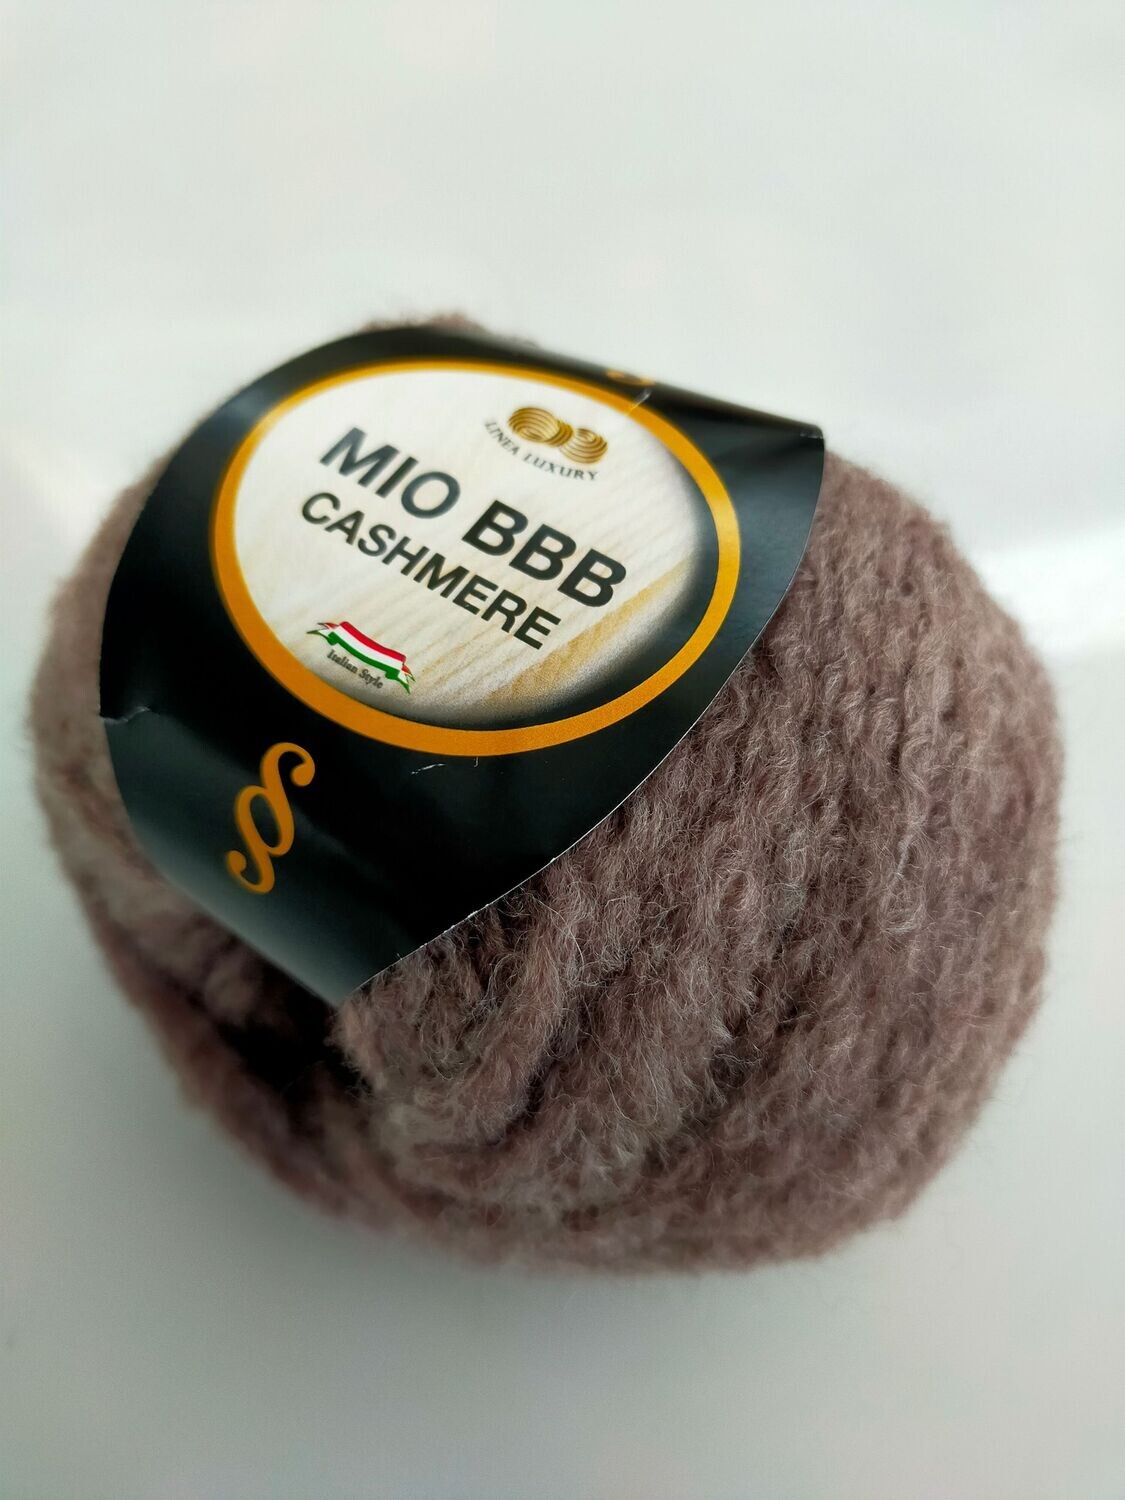 LINEA LUXURY
MIO BBB
CASHMERE
Italian Style